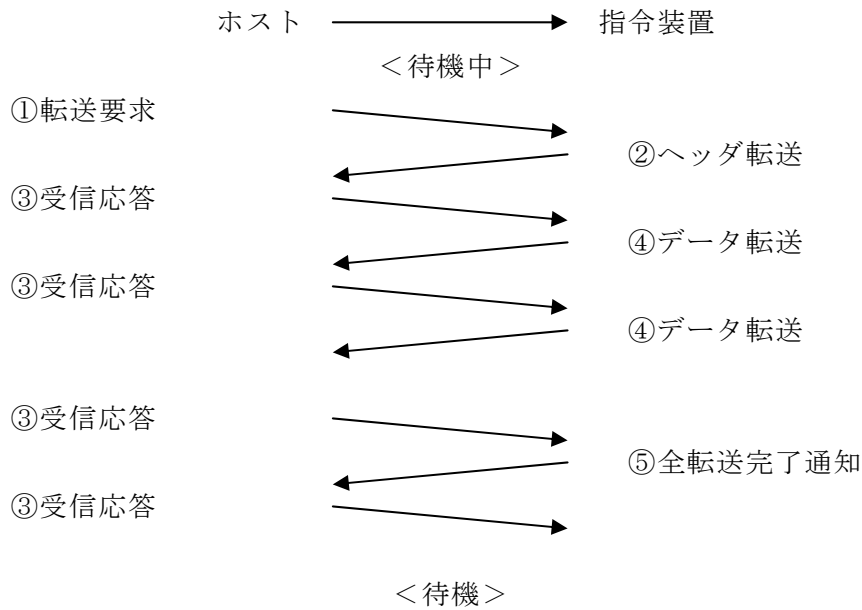 ホスト 指令装置
＜待機中＞
①転送要求
②ヘッダ転送
③受信応答
④データ転送
③受信応答
④データ転送
③受信応答
⑤全転送完了通知
③受信応答
＜待機＞